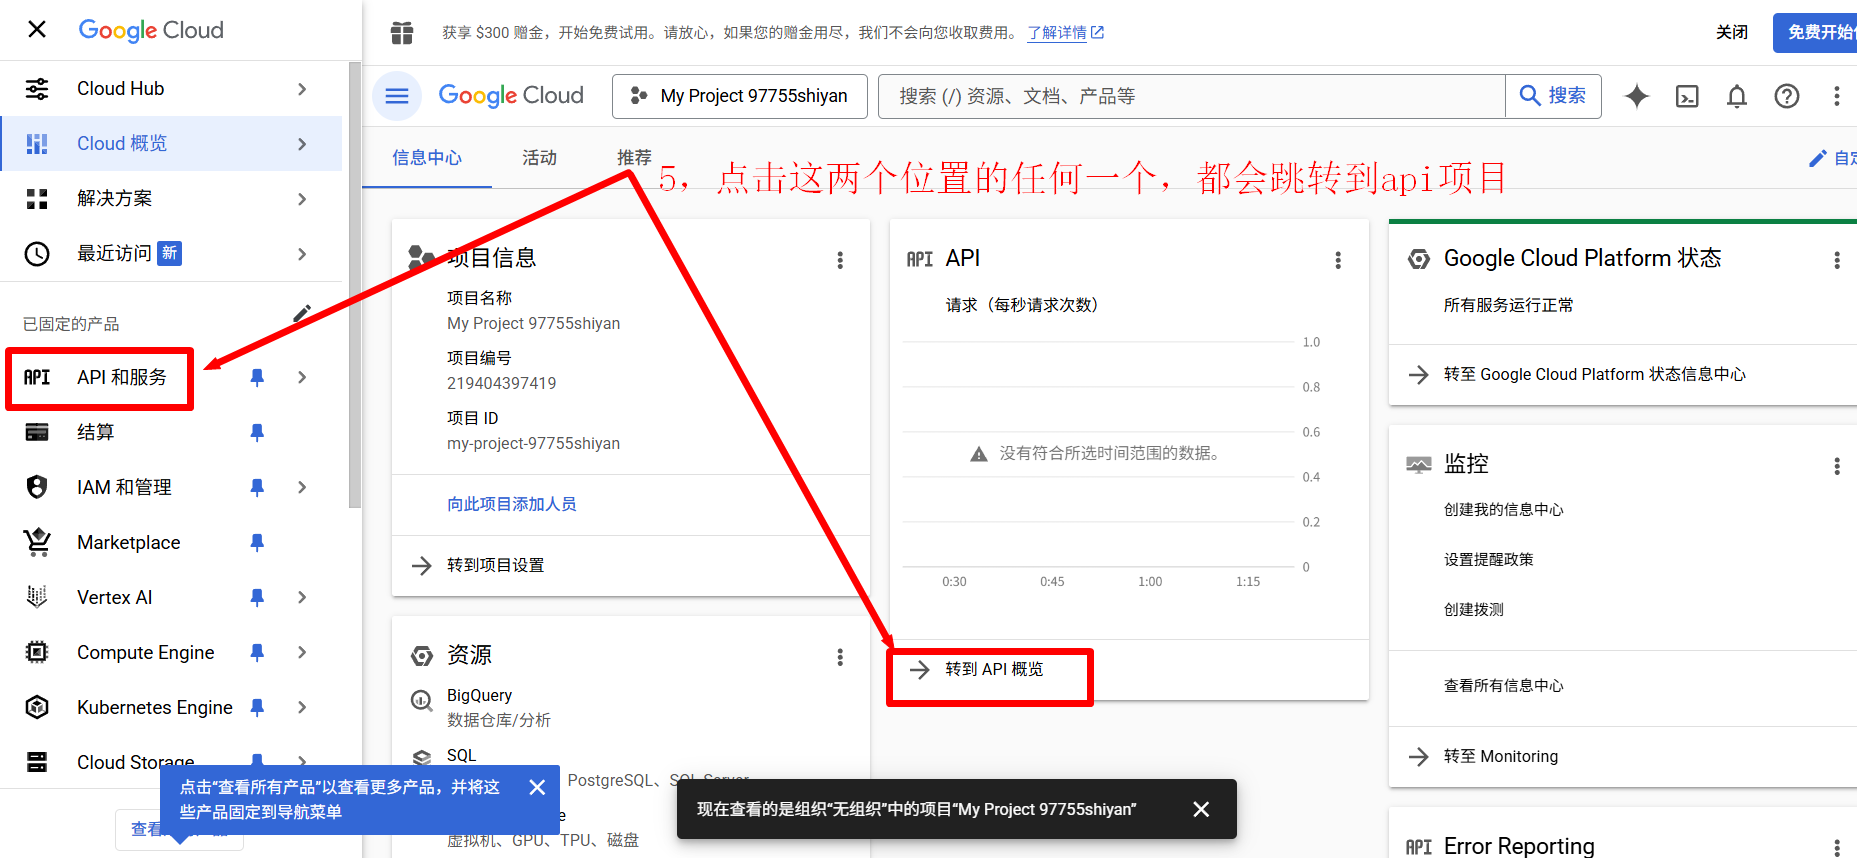 Google Cloud
获享 $300 赠金，开始免费试用。请放心，如果您的赠金用尽，我们不会向您收取费用。 了解详情
关闭
免费开始
Google Cloud
My Project 97755shiyan
搜索 (/) 资源、文档、产品等
搜索
Cloud Hub
Cloud 概览
解决方案
最近访问 新
已固定的产品
API API 和服务
结算
IAM 和管理
Marketplace
Vertex AI
Compute Engine
Kubernetes Engine
Cloud Storage
点击“查看所有产品”以查看更多产品，并将这
些产品固定到导航菜单
查看
信息中心
活动
推荐
自定
5，点击这两个位置的任何一个，都会跳转到api项目
项目信息
项目名称
My Project 97755shiyan
项目编号
219404397419
项目 ID
my-project-97755shiyan
向此项目添加人员
转到项目设置
资源
BigQuery
数据仓库/分析
SQL
PostgreSQL、SQL Server
虚拟机、GPU、TPU、磁盘
API API
请求（每秒请求次数）
1.0
0.8
0.6
没有符合所选时间范围的数据。
0.4
0.2
0
0:30
0:45
1:00
1:15
转到 API 概览
Google Cloud Platform 状态
所有服务运行正常
转至 Google Cloud Platform 状态信息中心
监控
创建我的信息中心
设置提醒政策
创建拨测
查看所有信息中心
转至 Monitoring
API Error Reporting
现在查看的是组织“无组织”中的项目“My Project 97755shiyan”